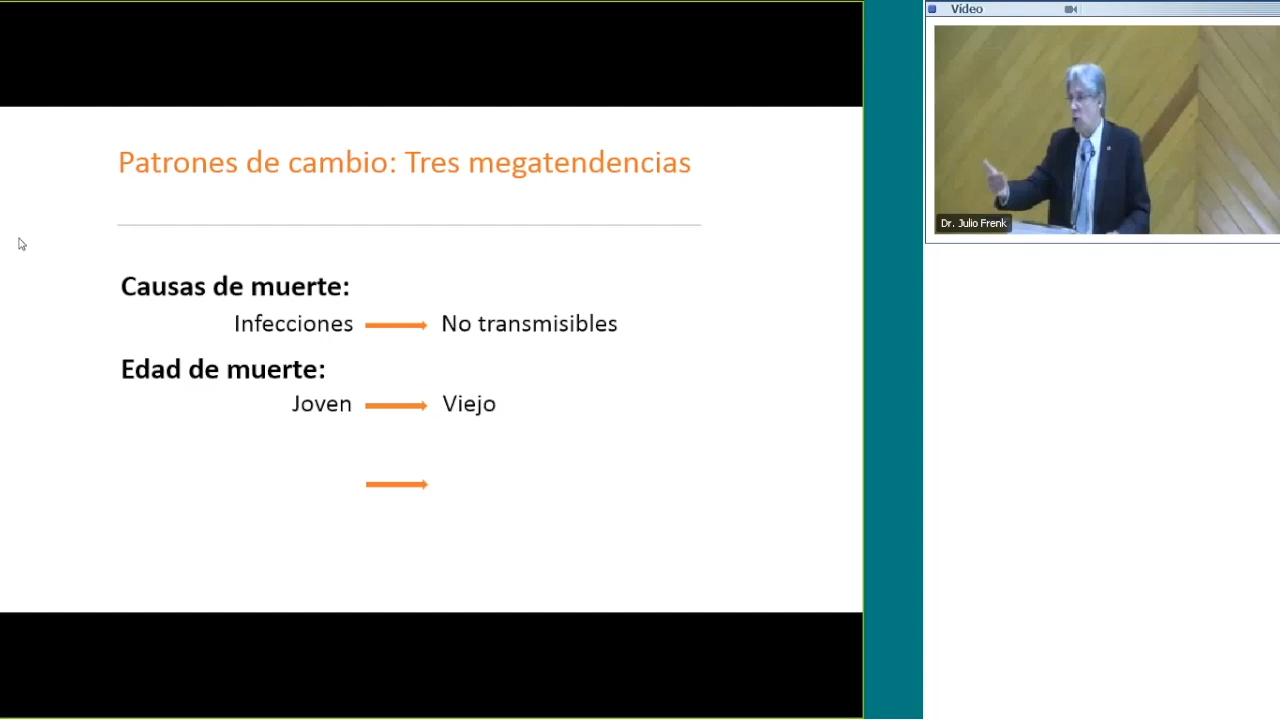 Patrones de cambio: Tres megatendencias
Causas de muerte:
Infecciones No transmisibles
Edad de muerte:
Joven Viejo
Vídeo
Dr. Julio Frenk